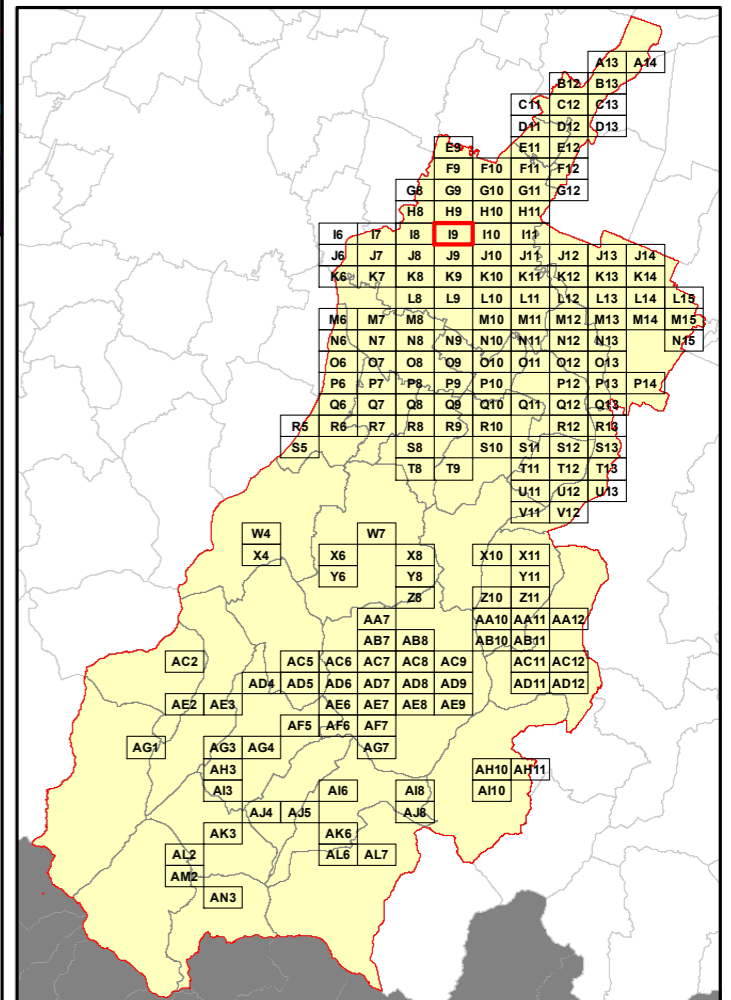 A13 A14
B12 B13
C11 C12 C13
D11 D12 D13
E9 E11 E12
F9 F10 F11 F12
G8 G9 G10 G11 G12
H8 H9 H10 H11
I6 I7 I8 I9 I10 I11
J6 J7 J8 J9 J10 J11 J12 J13 J14
K6 K7 K8 K9 K10 K11 K12 K13 K14
L8 L9 L10 L11 L12 L13 L14 L15
M6 M7 M8 M10 M11 M12 M13 M14 M15
N6 N7 N8 N9 N10 N11 N12 N13 N15
O6 O7 O8 O9 O10 O11 O12 O13
P6 P7 P8 P9 P10 P12 P13 P14
Q6 Q7 Q8 Q9 Q10 Q11 Q12 Q13
R5 R6 R7 R8 R9 R10 R12 R13
S5 S8 S10 S11 S12 S13
T8 T9 T11 T12 T13
U11 U12 U13
V11 V12
W4 W7
X4 X6 X8 X10 X11
Y6 Y8 Y11
Z8 Z10 Z11
AA7 AA10 AA11 AA12
AB7 AB8 AB10 AB11
AC2 AC5 AC6 AC7 AC8 AC9 AC11 AC12
AD4 AD5 AD6 AD7 AD8 AD9 AD11 AD12
AE2 AE3 AE6 AE7 AE8 AE9
AF5 AF6 AF7
AG1 AG3 AG4 AG7
AH3 AH10 AH11
AI3 AI6 AI8 AI10
AJ4 AJ5 AJ8
AK3 AK6
AL2 AL6 AL7
AM2
AN3